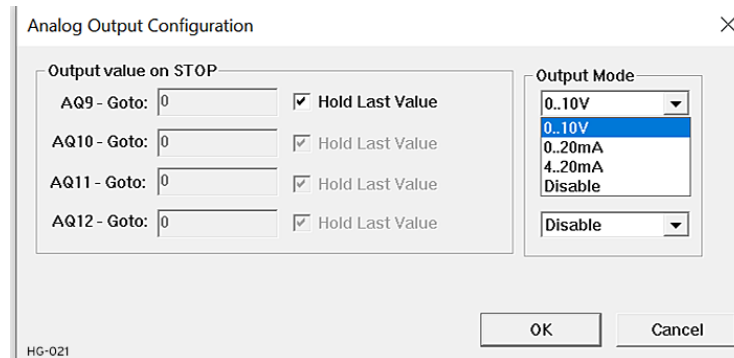 Analog Output Configuration
Output value on STOP
AQ9 - Goto: 0 Hold Last Value
AQ10 - Goto: 0 Hold Last Value
AQ11 - Goto: 0 Hold Last Value
AQ12 - Goto: 0 Hold Last Value
Output Mode
0..10V
0..10V
0..20mA
4..20mA
Disable
Disable
OK Cancel
HG-021